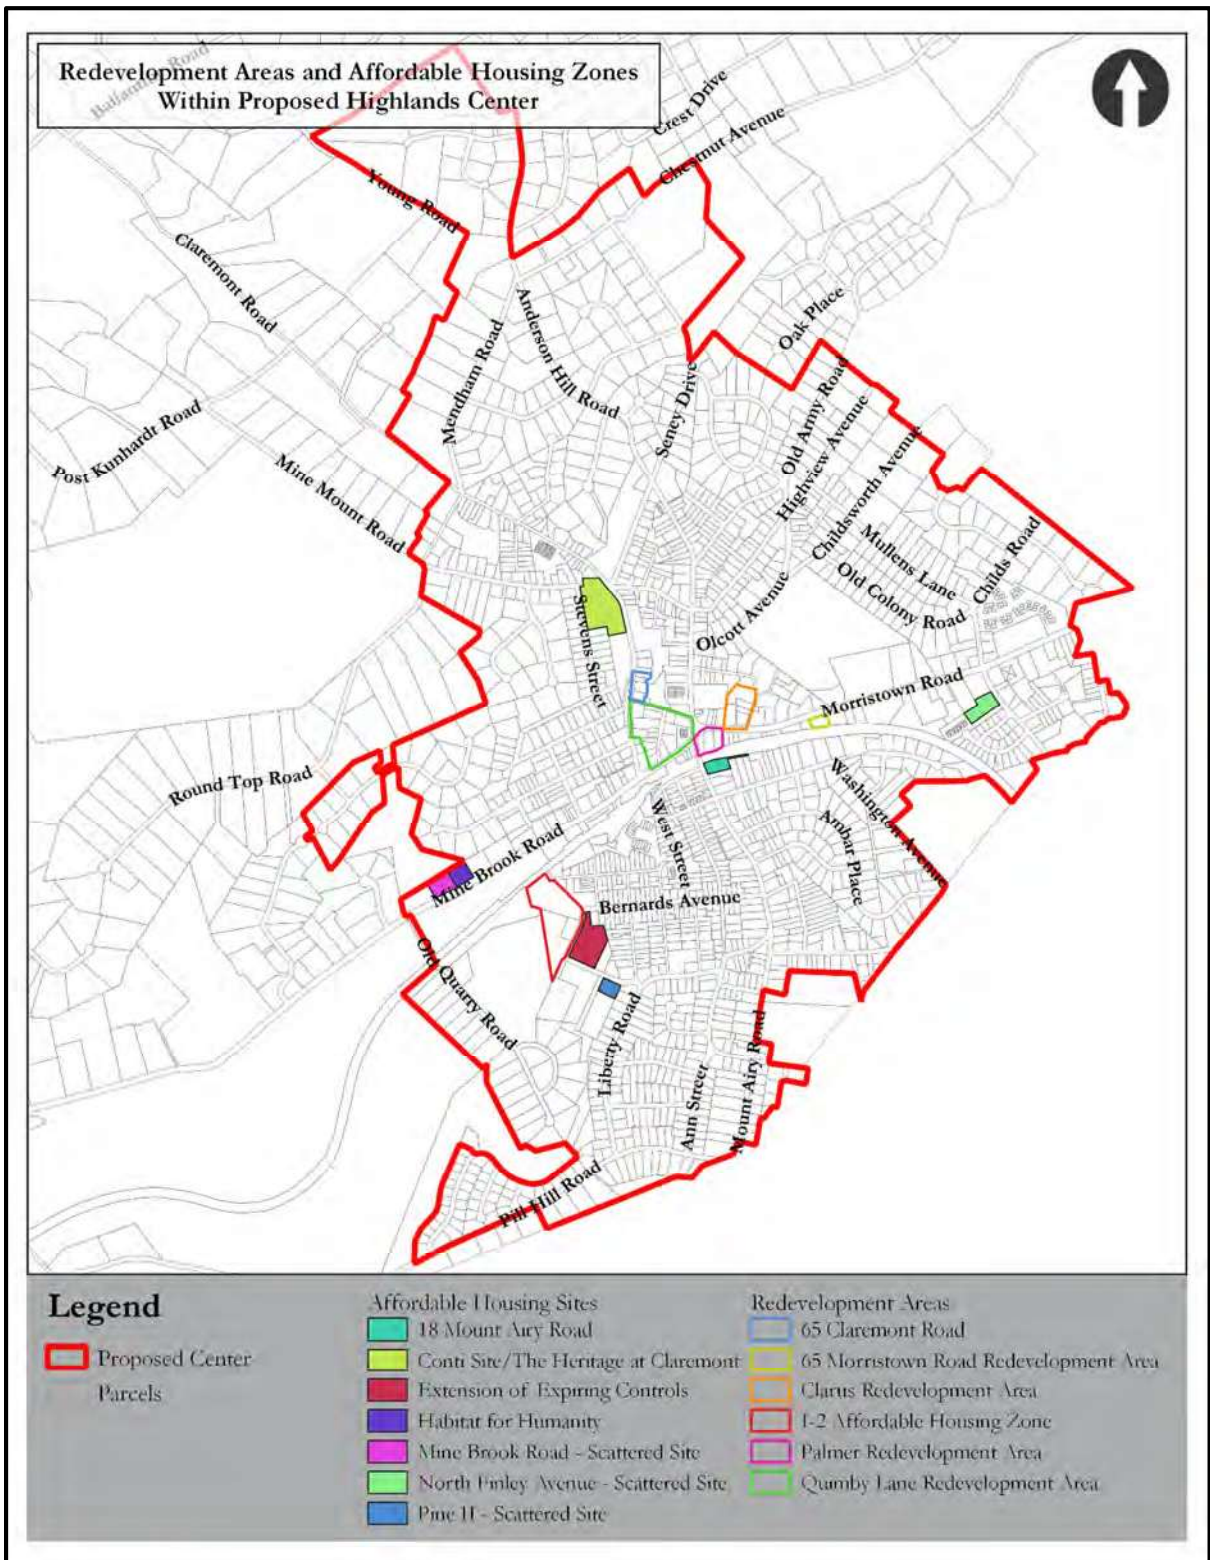 Ballantine Road
Redevelopment Areas and Affordable Housing Zones
Within Proposed Highlands Center
Crest Drive
Chestnut Avenue
Young Road
Claremont Road
Anderson Hill Road
Oak Place
Mendham Road
Seney Drive
Old Army Road
Highview Avenue
Post Kunhardt Road
Mine Mount Road
Childsworth Avenue
Mullens Lane
Childs Road
Old Colony Road
Stevens Street
Olcott Avenue
Morristown Road
Round Top Road
Washington Avenue
West Street
Ambar Place
Mine Brook Road
Bernards Avenue
Old Quarry Road
Liberty Road
Ann Street
Mount Airy Road
Pill Hill Road
Legend
Proposed Center
Parcels
Affordable Housing Sites
18 Mount Airy Road
Conti Site/The Heritage at Claremont
Extension of Expiring Controls
Habitat for Humanity
Mine Brook Road - Scattered Site
North Finley Avenue - Scattered Site
Pine II - Scattered Site
Redevelopment Areas
65 Claremont Road
65 Morristown Road Redevelopment Area
Clarus Redevelopment Area
I-2 Affordable Housing Zone
Palmer Redevelopment Area
Quimby Lane Redevelopment Area